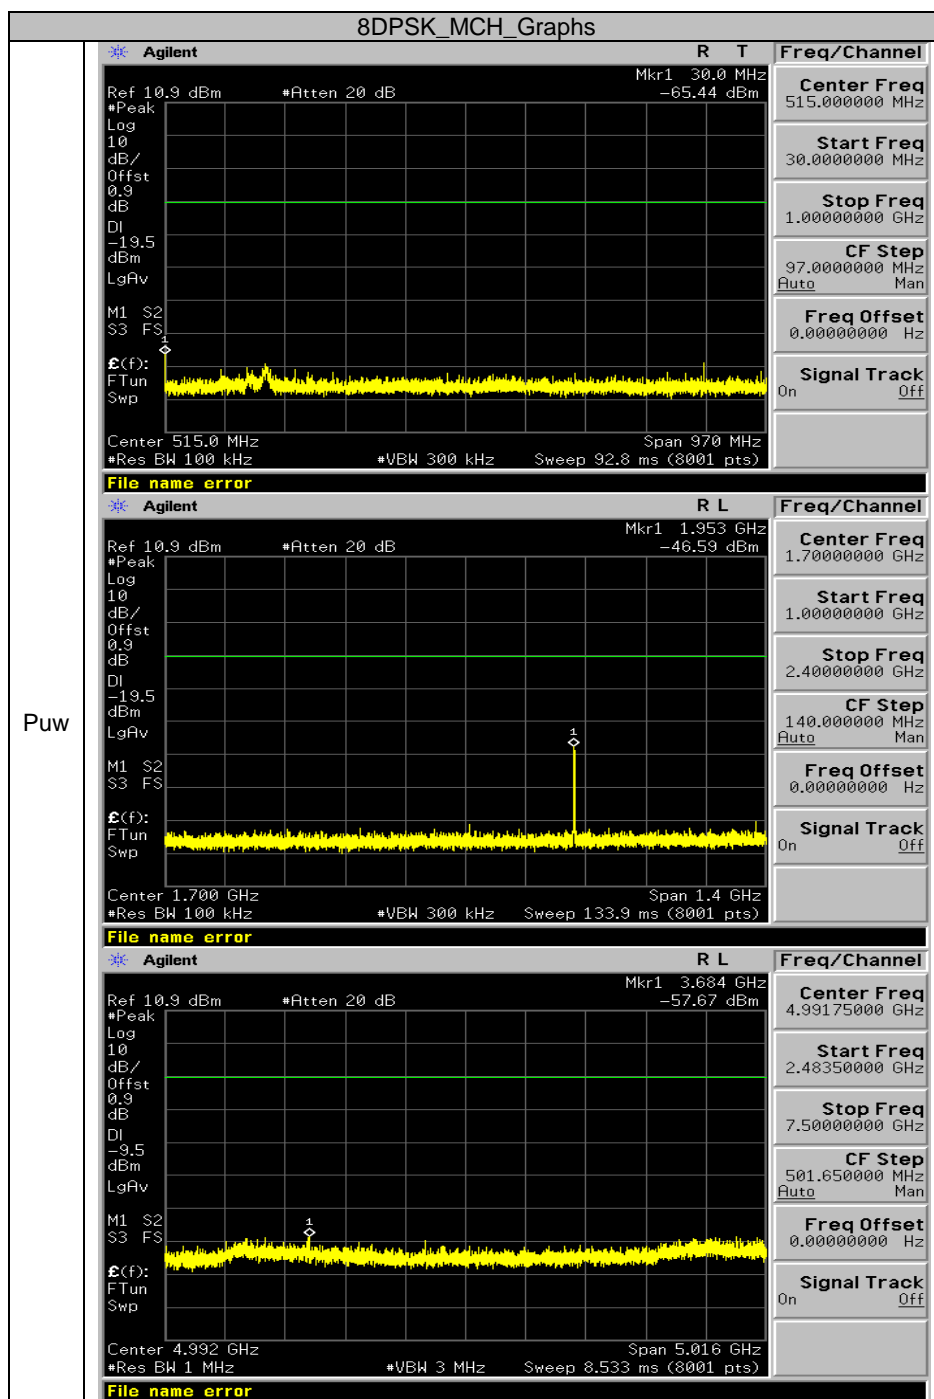 8DPSK_MCH_Graphs
Puw
Agilent R T Freq/Channel
Mkr1 30.0 MHz
Ref 10.9 dBm #Atten 20 dB -65.44 dBm
#Peak
Log
10
dB/
Offst
0.9
dB
DI
-19.5
dBm
LgAv
M1 S2
S3 FS
1
£(f):
FTun
Swp
Center 515.0 MHz Span 970 MHz
#Res BW 100 kHz #VBW 300 kHz Sweep 92.8 ms (8001 pts)
File name error
Center Freq
515.000000 MHz
Start Freq
30.0000000 MHz
Stop Freq
1.00000000 GHz
CF Step
97.0000000 MHz
Auto Man
Freq Offset
0.00000000 Hz
Signal Track
On Off
Agilent R L Freq/Channel
Mkr1 1.953 GHz
Ref 10.9 dBm #Atten 20 dB -46.59 dBm
#Peak
Log
10
dB/
Offst
0.9
dB
DI
-19.5
dBm
LgAv
1
M1 S2
S3 FS
£(f):
FTun
Swp
Center 1.700 GHz Span 1.4 GHz
#Res BW 100 kHz #VBW 300 kHz Sweep 133.9 ms (8001 pts)
File name error
Center Freq
1.70000000 GHz
Start Freq
1.00000000 GHz
Stop Freq
2.40000000 GHz
CF Step
140.000000 MHz
Auto Man
Freq Offset
0.00000000 Hz
Signal Track
On Off
Agilent R L Freq/Channel
Mkr1 3.684 GHz
Ref 10.9 dBm #Atten 20 dB -57.67 dBm
#Peak
Log
10
dB/
Offst
0.9
dB
DI
-9.5
dBm
LgAv
M1 S2
S3 FS
1
£(f):
FTun
Swp
Center 4.992 GHz Span 5.016 GHz
#Res BW 1 MHz #VBW 3 MHz Sweep 8.533 ms (8001 pts)
File name error
Center Freq
4.99175000 GHz
Start Freq
2.48350000 GHz
Stop Freq
7.50000000 GHz
CF Step
501.650000 MHz
Auto Man
Freq Offset
0.00000000 Hz
Signal Track
On Off